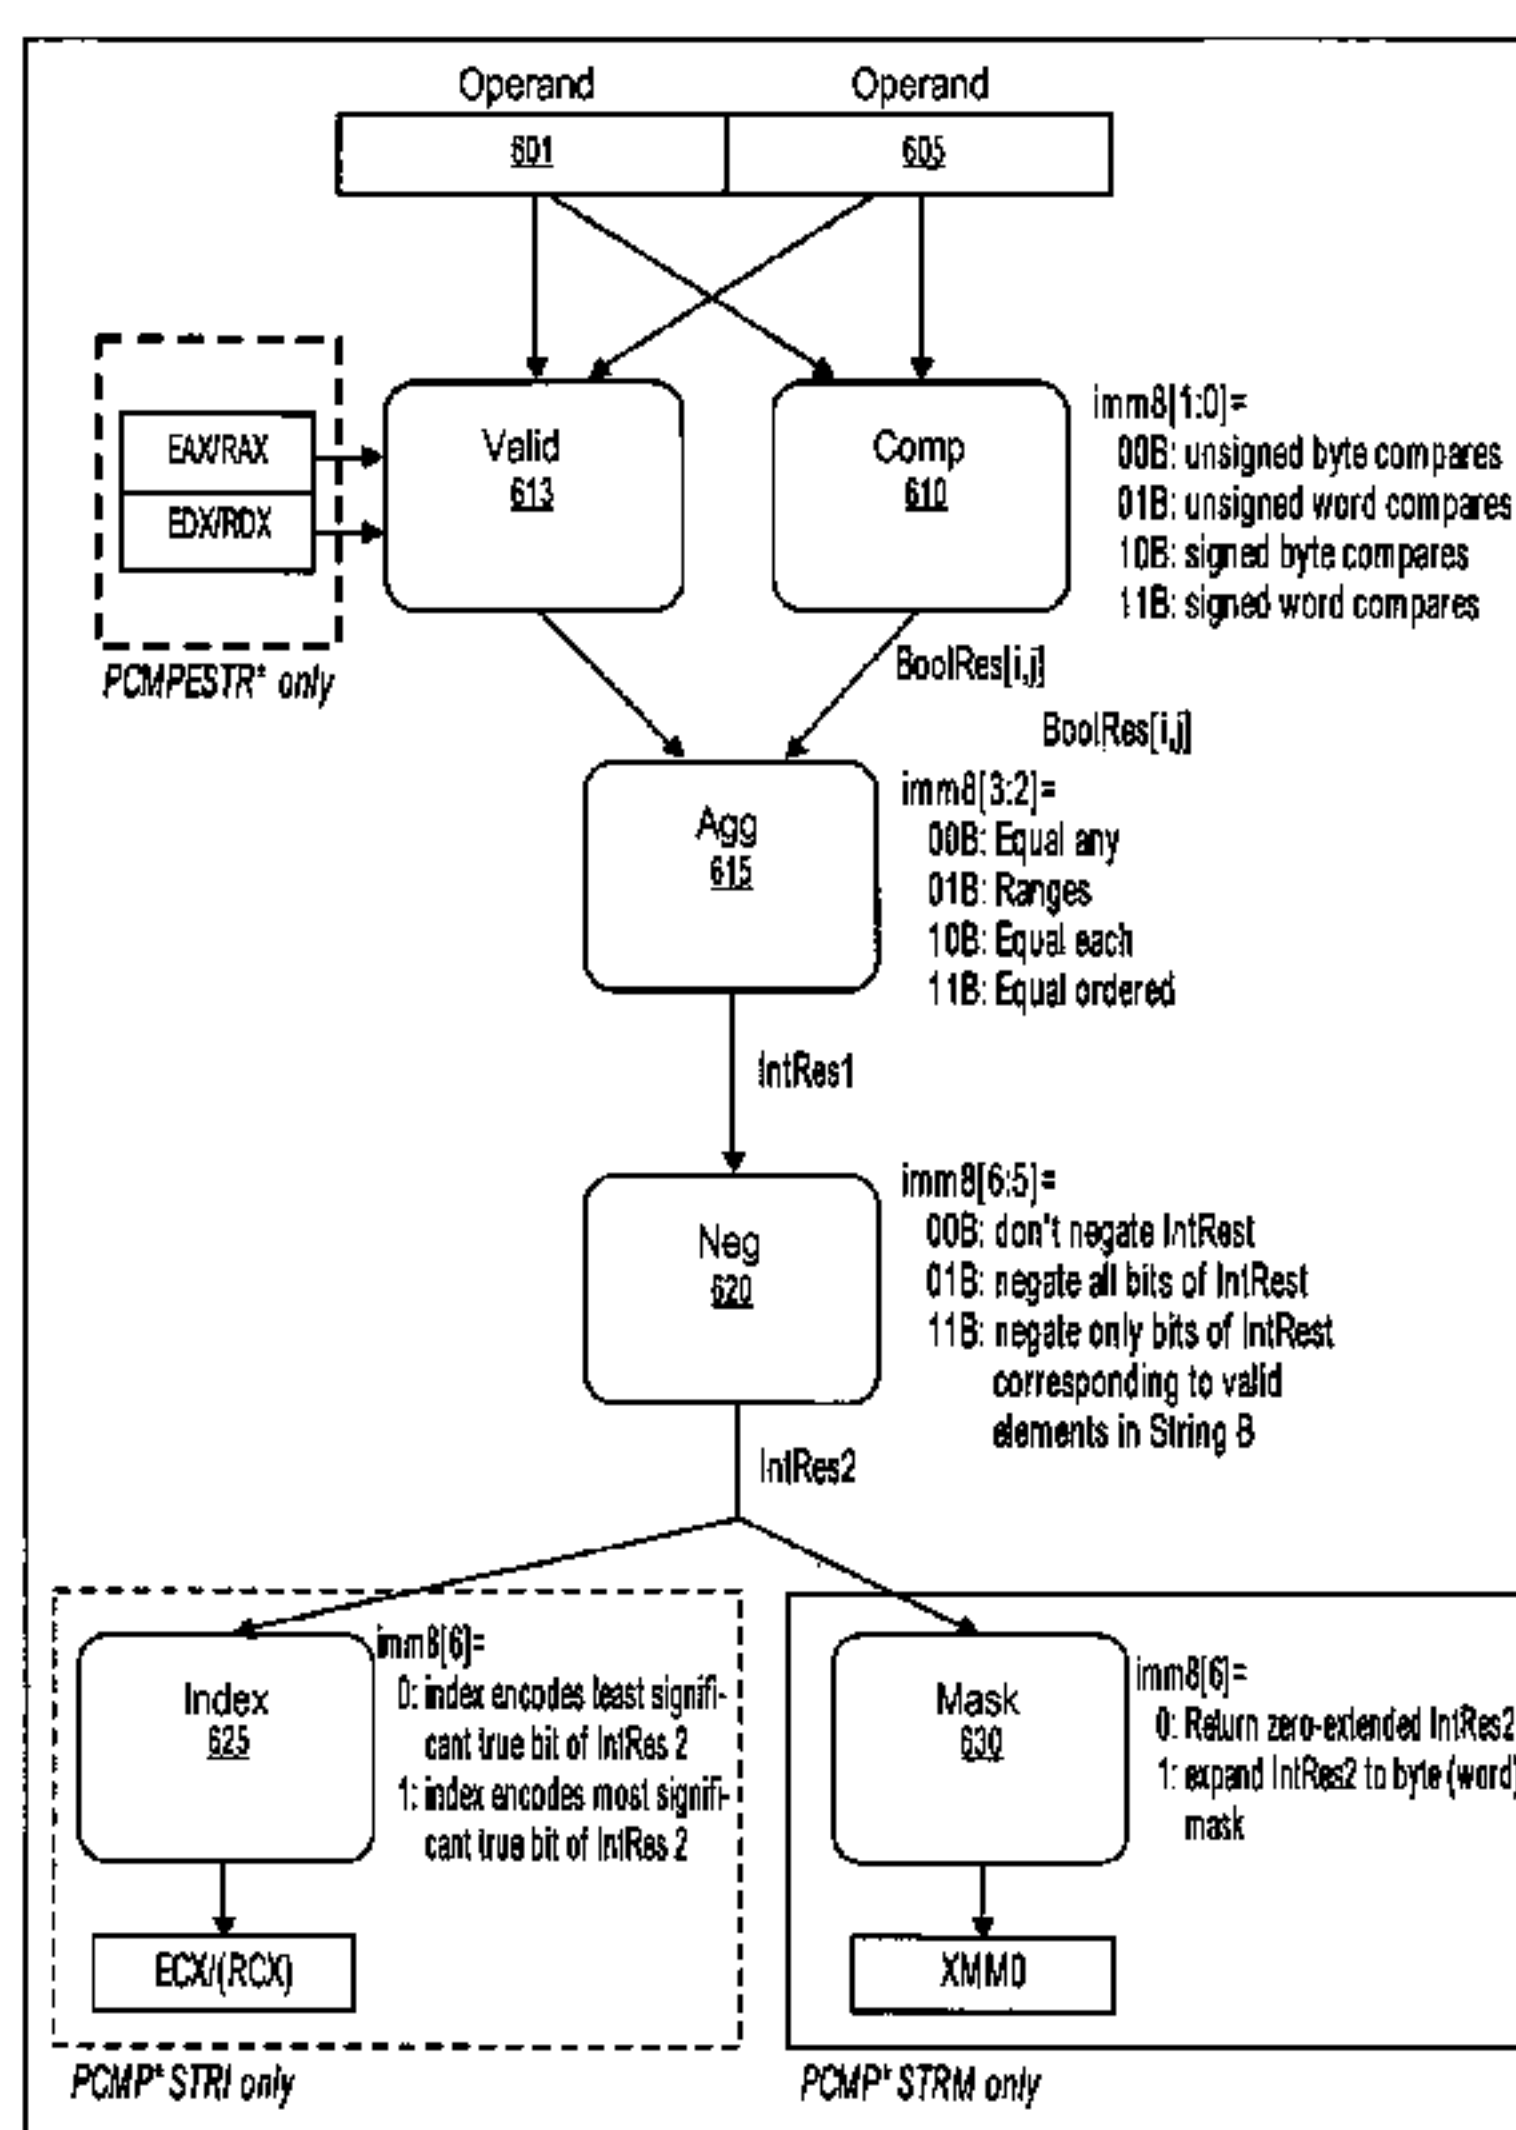 Operand
Operand
601
605
EAX/RAX
EDX/RDX
PCMPESTR* only
Valid
613
Comp
610
imm8[1:0]=
00B: unsigned byte compares
01B: unsigned word compares
10B: signed byte compares
11B: signed word compares
BoolRes[i,j]
BoolRes[i,j]
Agg
615
imm8[3:2]=
00B: Equal any
01B: Ranges
10B: Equal each
11B: Equal ordered
IntRes1
Neg
620
imm8[6:5]=
00B: don't negate IntRest
01B: negate all bits of IntRest
11B: negate only bits of IntRest
corresponding to valid
elements in String B
IntRes2
Index
625
imm8[6]=
0: index encodes least signifi-
cant true bit of IntRes 2
1: index encodes most signifi-
cant true bit of IntRes 2
ECX/(RCX)
PCMP*STRI only
Mask
630
imm8[6]=
0: Return zero-extended IntRes2
1: expand IntRes2 to byte (word)
mask
XMM0
PCMP*STRM only